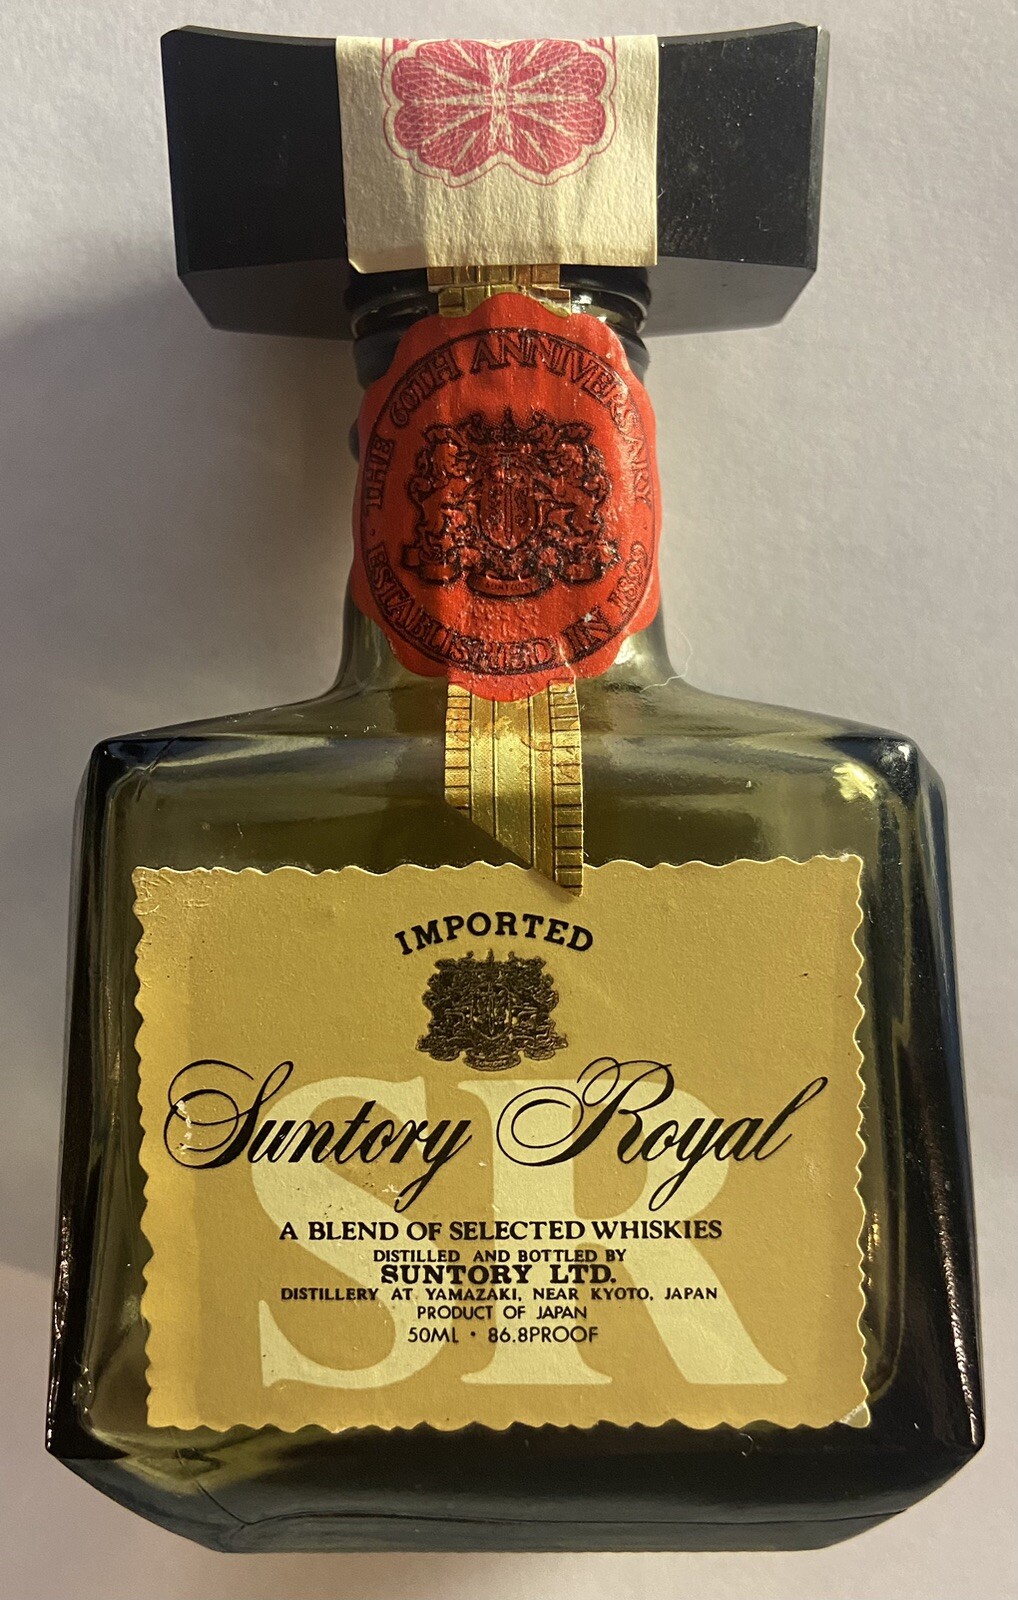 · THE 60TH ANNIVERSARY ·
ESTABLISHED IN 1899
SUNTORY
IMPORTED
SR
Suntory Royal
A BLEND OF SELECTED WHISKIES
DISTILLED AND BOTTLED BY
SUNTORY LTD.
DISTILLERY AT YAMAZAKI, NEAR KYOTO, JAPAN
PRODUCT OF JAPAN
50ML · 86.8PROOF